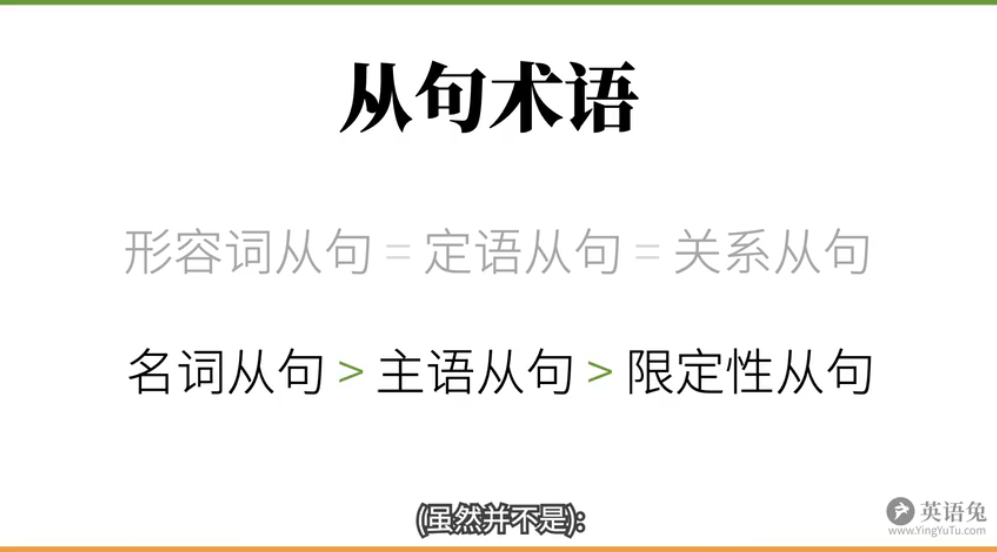 从句术语
形容词从句 = 定语从句 = 关系从句
名词从句 > 主语从句 > 限定性从句
(虽然并不是):
英语兔
www.YingYuTu.com